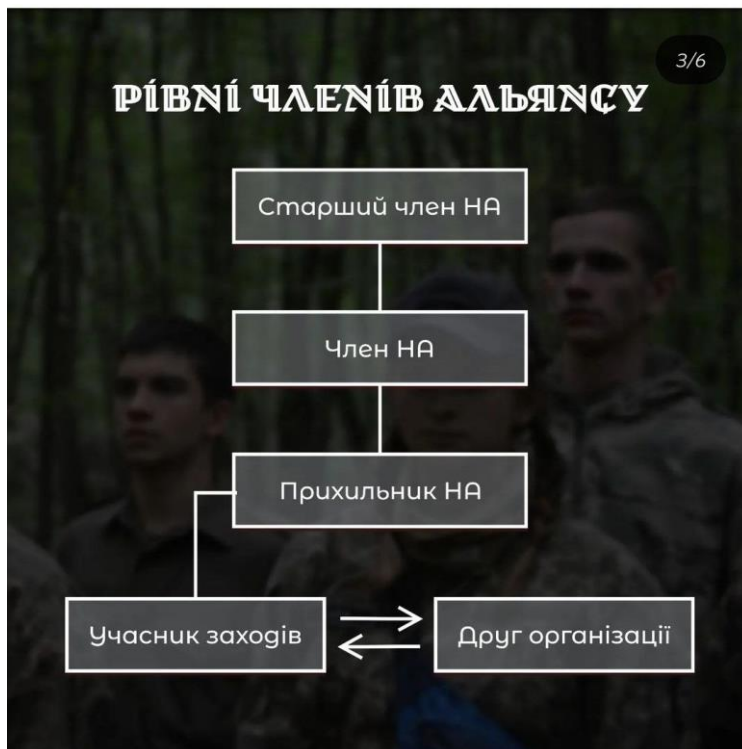 3/6
РІВНІ ЧЛЕНІВ АЛЬЯНСУ
Старший член НА
Член НА
Прихильник НА
Учасник заходів
Друг організації